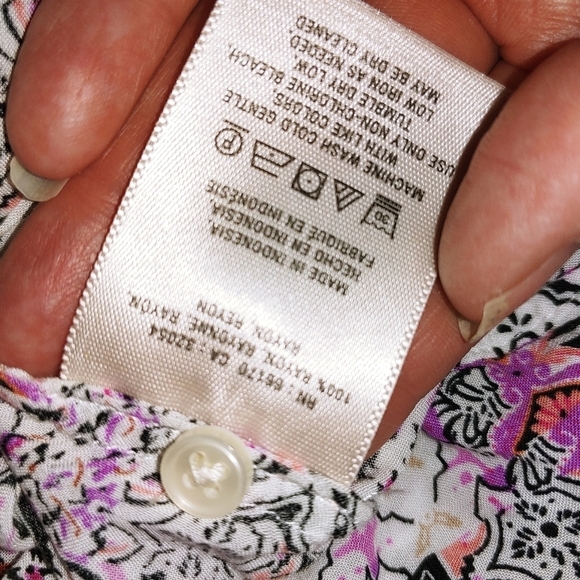 RN: 66170 CA: 32054
100% RAYON. RAYONNE. RAYON.
RAYON. REYON
MADE IN INDONESIA
HECHO EN INDONESIA.
FABRIQUE EN INDONÉSIE
30
P
MACHINE WASH COLD GENTLE
WITH LIKE COLORS,
USE ONLY NON-CHLORINE BLEACH,
TUMBLE DRY LOW,
LOW IRON AS NEEDED
MAY BE DRY CLEANED